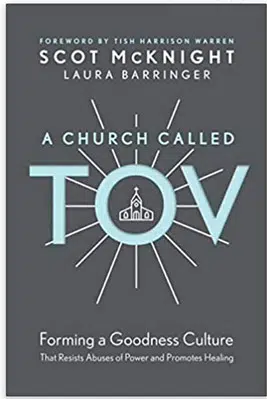 FOREWORD BY TISH HARRISON WARREN
SCOT McKNIGHT
LAURA BARRINGER
A CHURCH CALLED
TOV
Forming a Goodness Culture
That Resists Abuses of Power and Promotes Healing